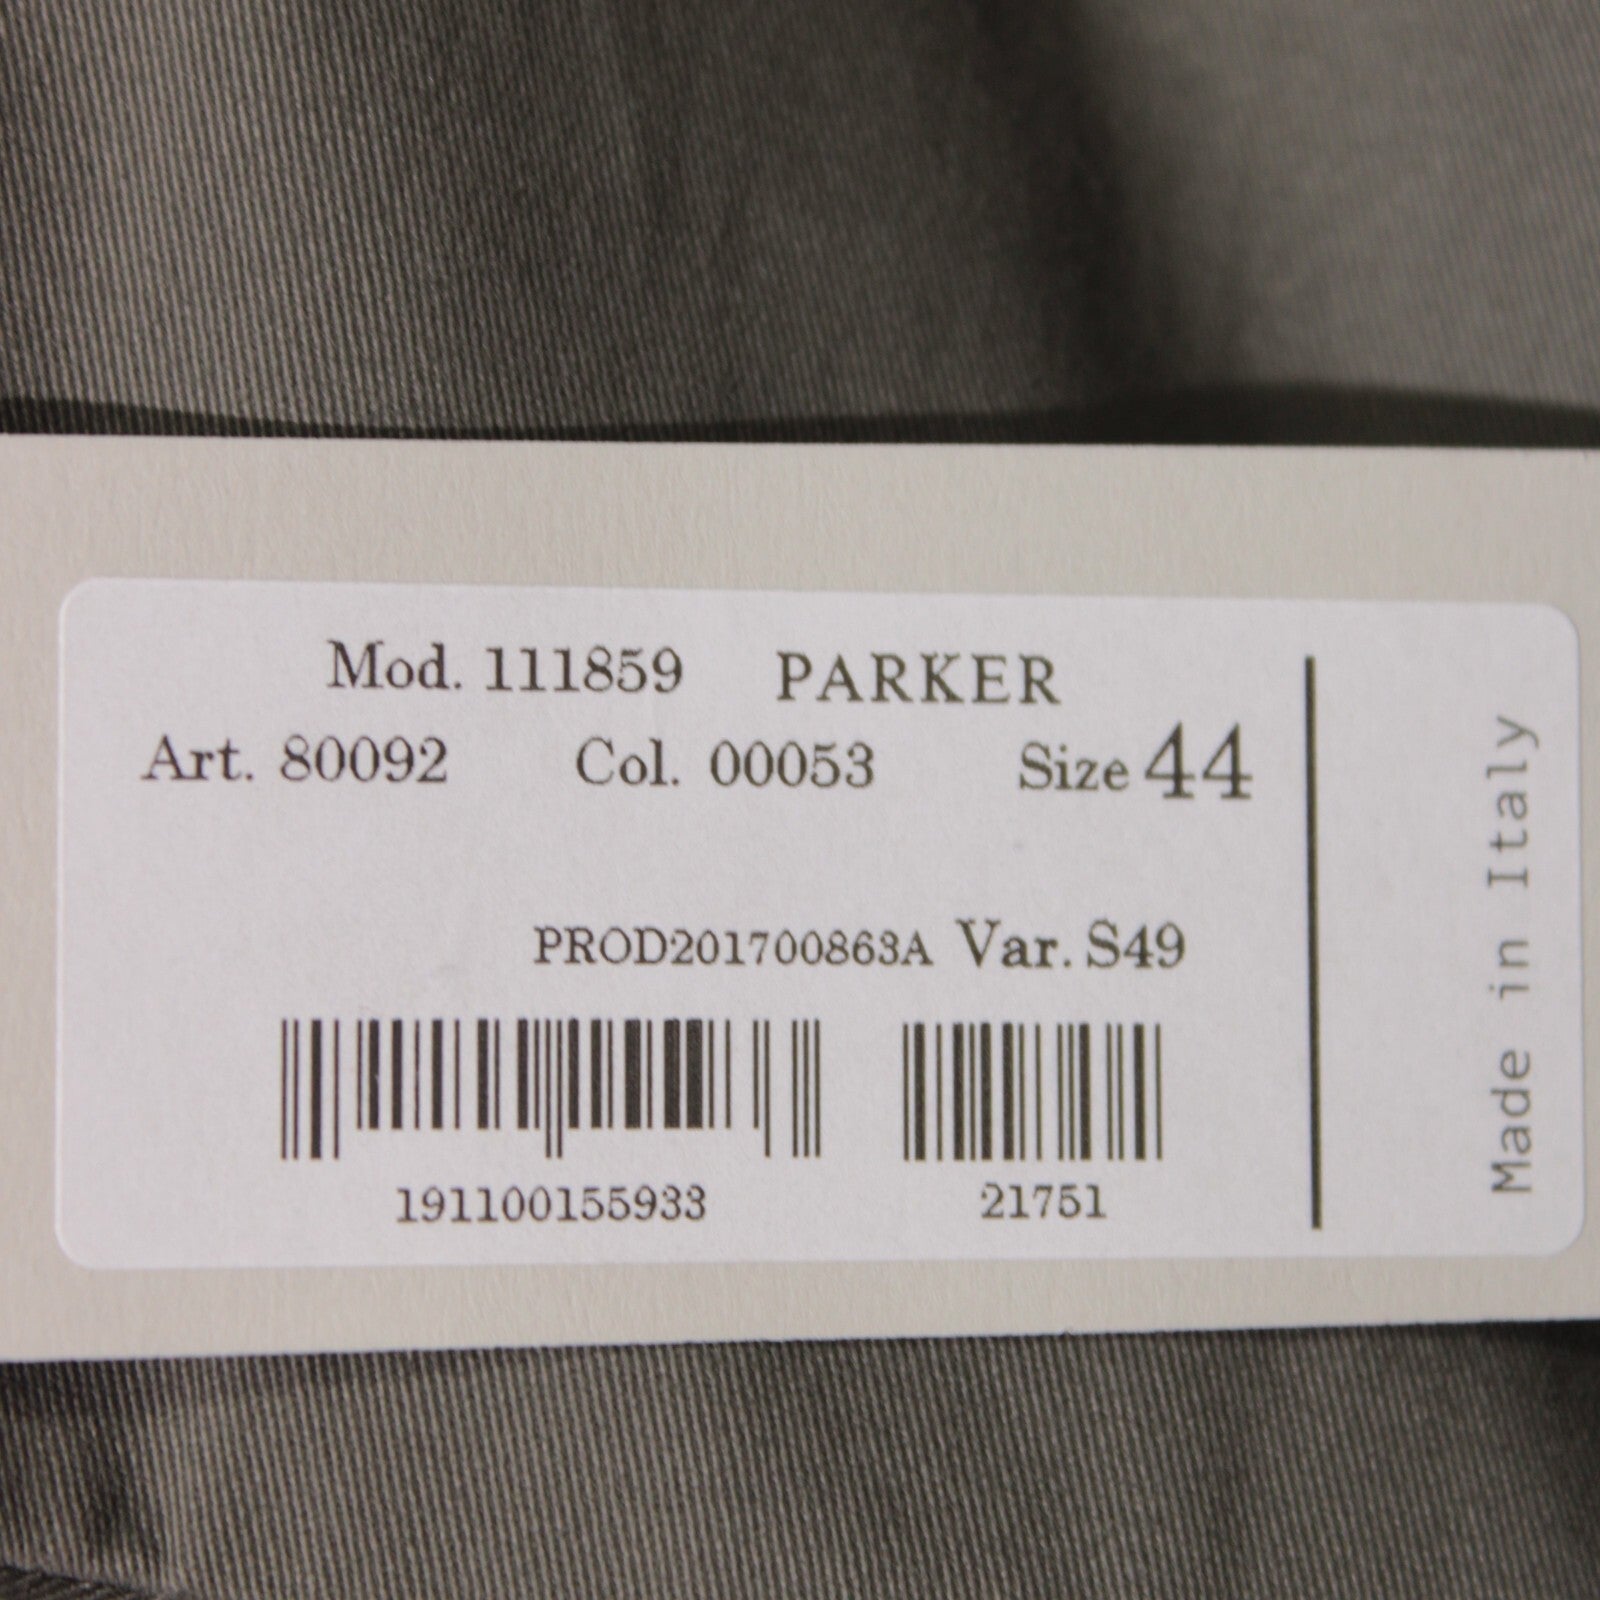 Mod. 111859 PARKER
Art. 80092 Col. 00053 Size 44
PROD201700863A Var. S49
191100155933 21751
Made in Italy